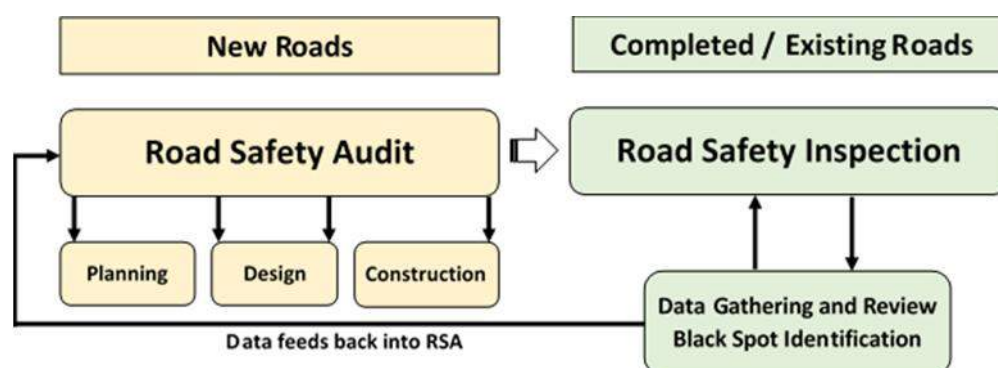 New Roads
Completed / Existing Roads
Road Safety Audit
Road Safety Inspection
Planning
Design
Construction
Data Gathering and Review
Black Spot Identification
Data feeds back into RSA